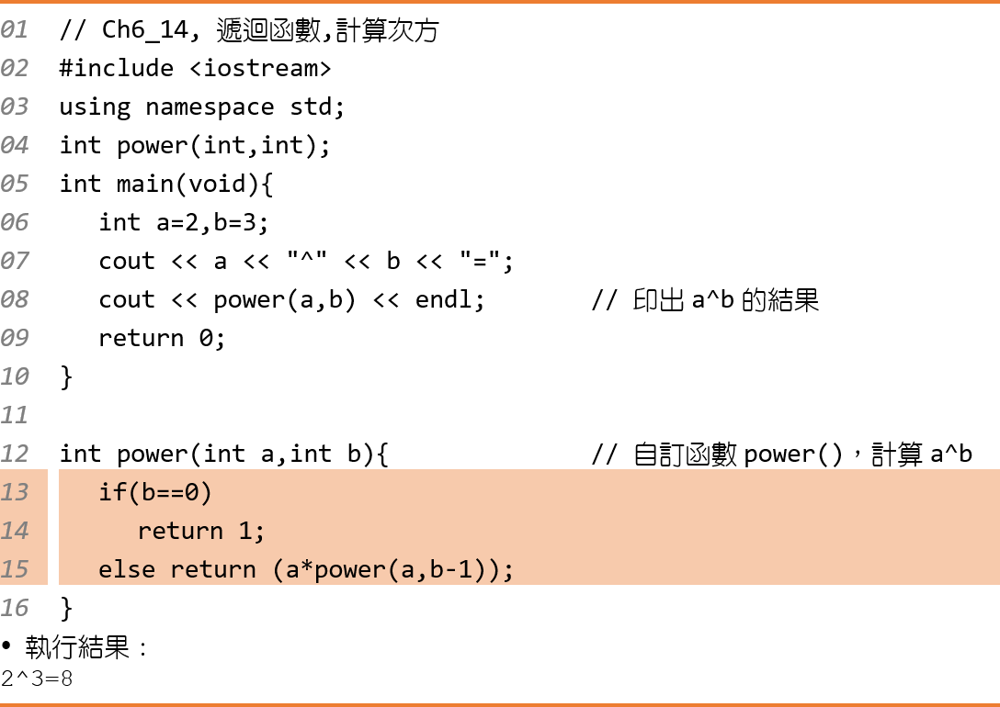 01 // Ch6_14, 遞迴函數,計算次方
02 #include <iostream>
03 using namespace std;
04 int power(int,int);
05 int main(void){
06 int a=2,b=3;
07 cout << a << "^" << b << "=";
08 cout << power(a,b) << endl; // 印出 a^b 的結果
09 return 0;
10 }
11
12 int power(int a,int b){ // 自訂函數 power()，計算 a^b
13 if(b==0)
14 return 1;
15 else return (a*power(a,b-1));
16 }
• 執行結果：
2^3=8